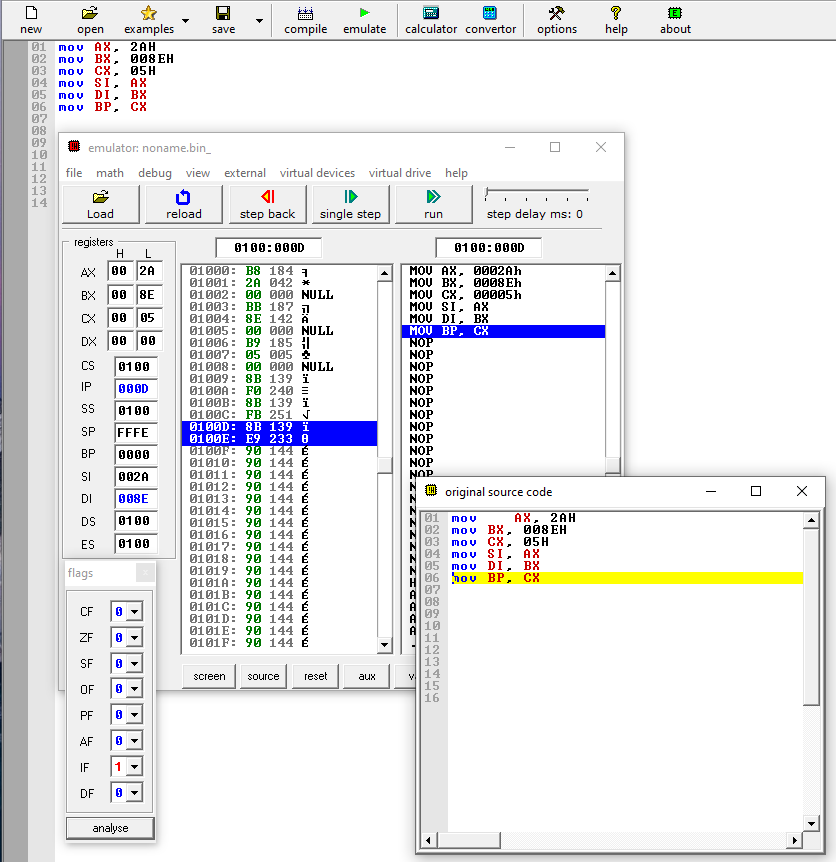 new open examples save compile emulate calculator convertor options help about
01 mov AX, 2AH
02 mov BX, 008EH
03 mov CX, 05H
04 mov SI, AX
05 mov DI, BX
06 mov BP, CX
07
08
09
10
11
12
13
14
emulator: noname.bin_
file math debug view external virtual devices virtual drive help
Load reload step back single step run step delay ms: 0
registers
H L
AX 00 2A
BX 00 8E
CX 00 05
DX 00 00
CS 0100
IP 000D
SS 0100
SP FFFE
BP 0000
SI 002A
DI 008E
DS 0100
ES 0100
0100:000D
01000: B8 184 ╕
01001: 2A 042 *
01002: 00 000 NULL
01003: BB 187 ╗
01004: 8E 142 Ä
01005: 00 000 NULL
01006: B9 185 ╣
01007: 05 005 ♣
01008: 00 000 NULL
01009: 8B 139 ï
0100A: F0 240 ≡
0100B: 8B 139 ï
0100C: FB 251 √
0100D: 8B 139 ï
0100E: E9 233 θ
0100F: 90 144 É
01010: 90 144 É
01011: 90 144 É
01012: 90 144 É
01013: 90 144 É
01014: 90 144 É
01015: 90 144 É
01016: 90 144 É
01017: 90 144 É
01018: 90 144 É
01019: 90 144 É
0101A: 90 144 É
0101B: 90 144 É
0101C: 90 144 É
0101D: 90 144 É
0101E: 90 144 É
0101F: 90 144 É
0100:000D
MOV AX, 0002Ah
MOV BX, 0008Eh
MOV CX, 00005h
MOV SI, AX
MOV DI, BX
MOV BP, CX
NOP
NOP
NOP
NOP
NOP
NOP
NOP
NOP
NOP
NOP
NOP
screen source reset aux
flags
CF 0
ZF 0
SF 0
OF 0
PF 0
AF 0
IF 1
DF 0
analyse
original source code
01 mov AX, 2AH
02 mov BX, 008EH
03 mov CX, 05H
04 mov SI, AX
05 mov DI, BX
06 mov BP, CX
07
08
09
10
11
12
13
14
15
16